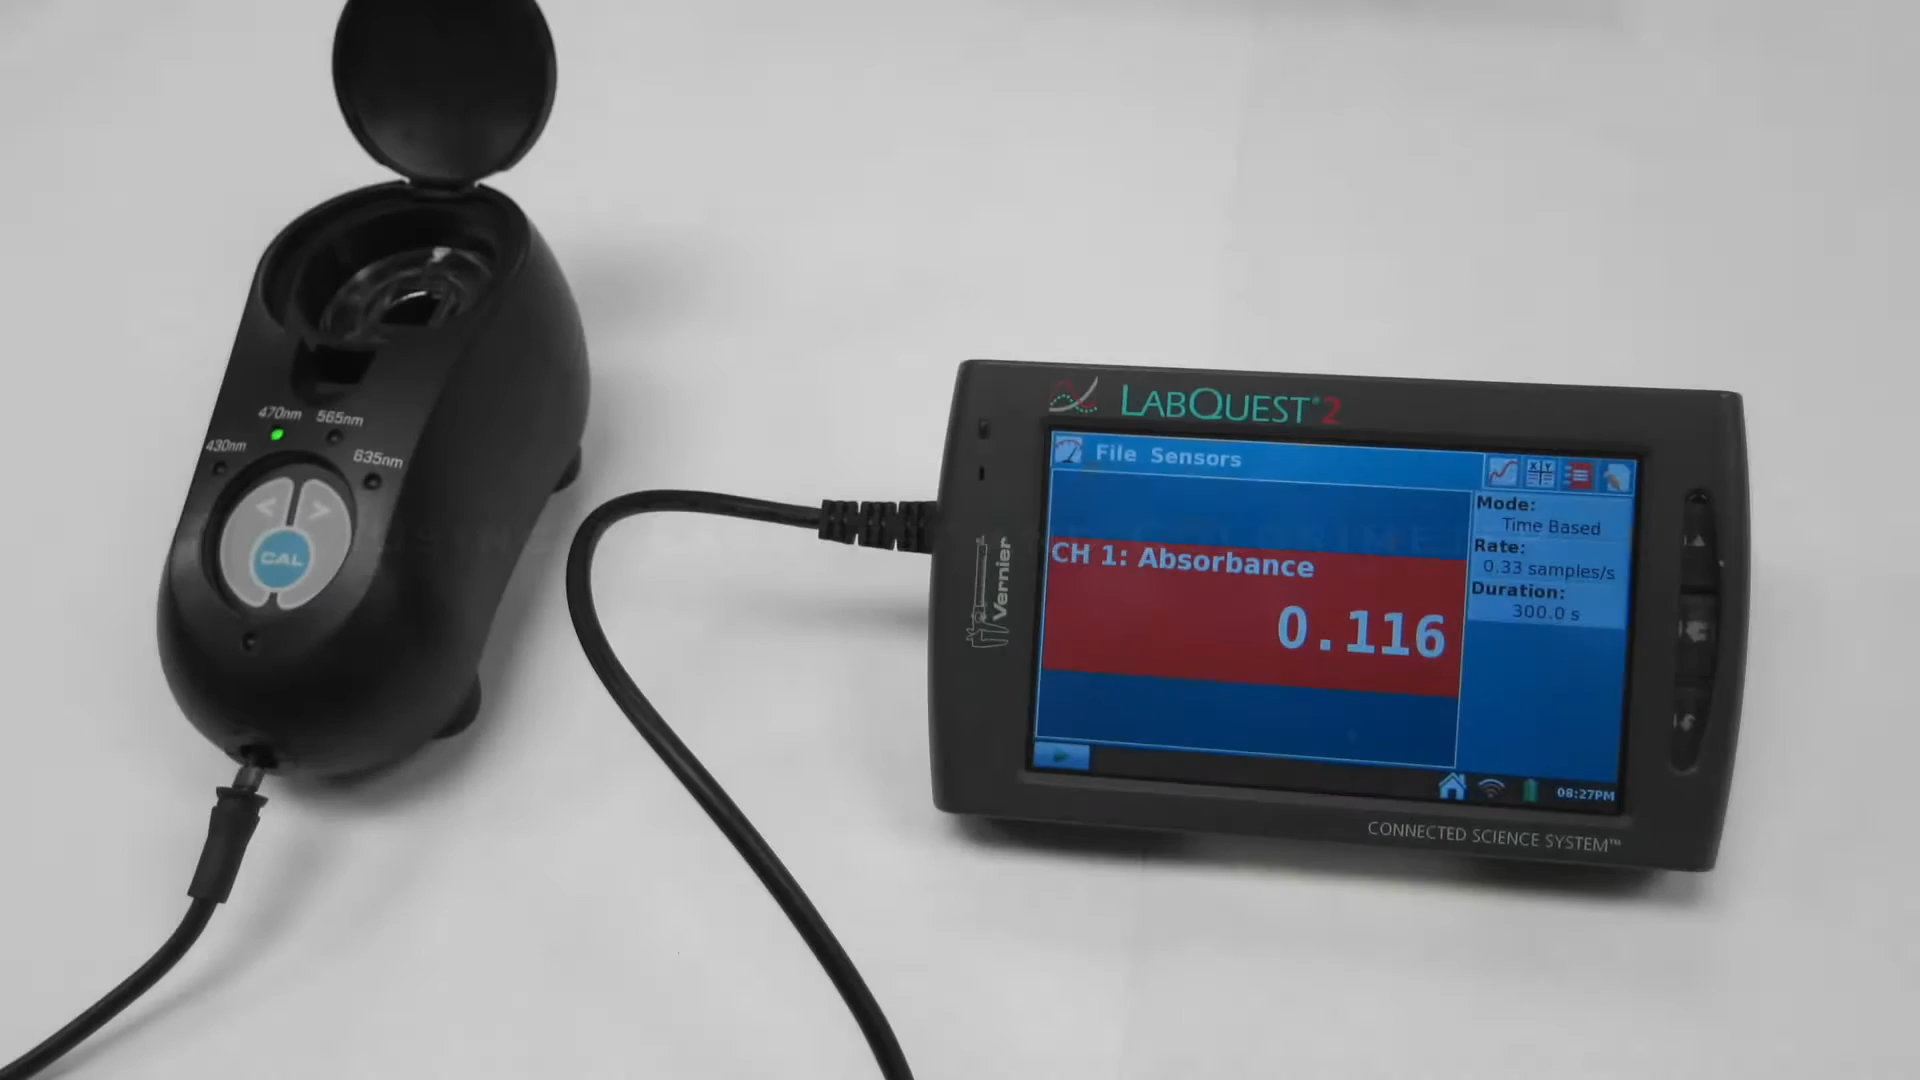 470nm 565nm
430nm
635nm
< >
CAL
LABQUEST® 2
File Sensors
Mode:
Time Based
Rate:
0.33 samples/s
Duration:
300.0 s
CH 1: Absorbance
0.116
08:27PM
Vernier
CONNECTED SCIENCE SYSTEM™